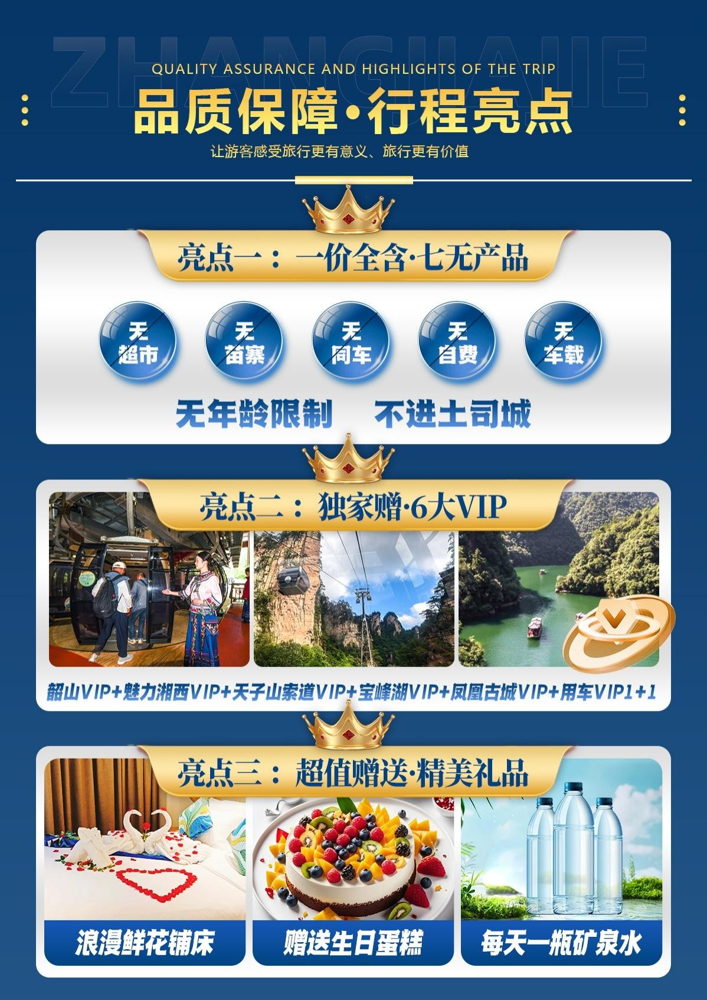 ZHANGJIAJIE
QUALITY ASSURANCE AND HIGHLIGHTS OF THE TRIP
品质保障·行程亮点
让游客感受旅行更有意义、旅行更有价值
亮点一：一价全含·七无产品
无超市
无苗寨
无同车
无自费
无车载
无年龄限制 不进土司城
亮点二：独家赠·6大VIP
韶山VIP+魅力湘西VIP+天子山索道VIP+宝峰湖VIP+凤凰古城VIP+用车VIP1+1
亮点三：超值赠送·精美礼品
浪漫鲜花铺床
赠送生日蛋糕
每天一瓶矿泉水